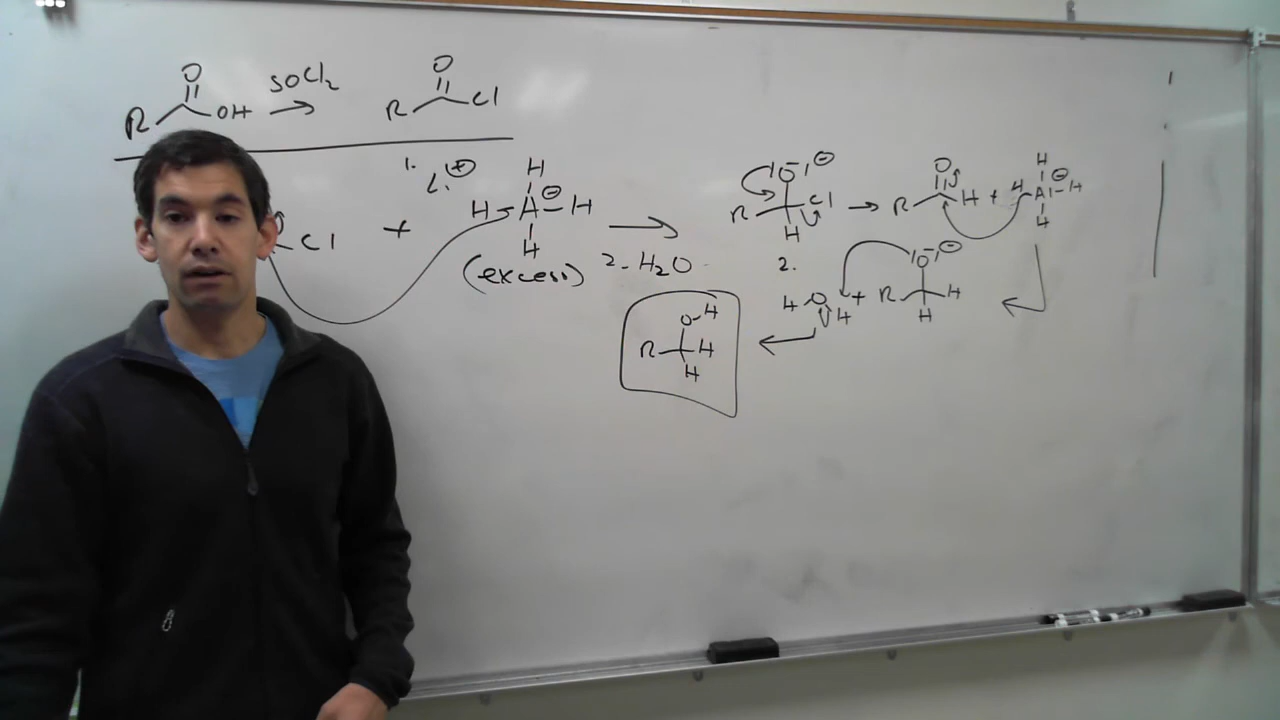 O O
R OH SOCl2 → R Cl
1. Li⊕ H |O|⊖ O H
Cl + H-Al⊖-H → R Cl → R H + H-Al⊖-H
H H H
(excess) 2. H2O 2. |O|⊖
H O H + R H
H
O-H
R H
H